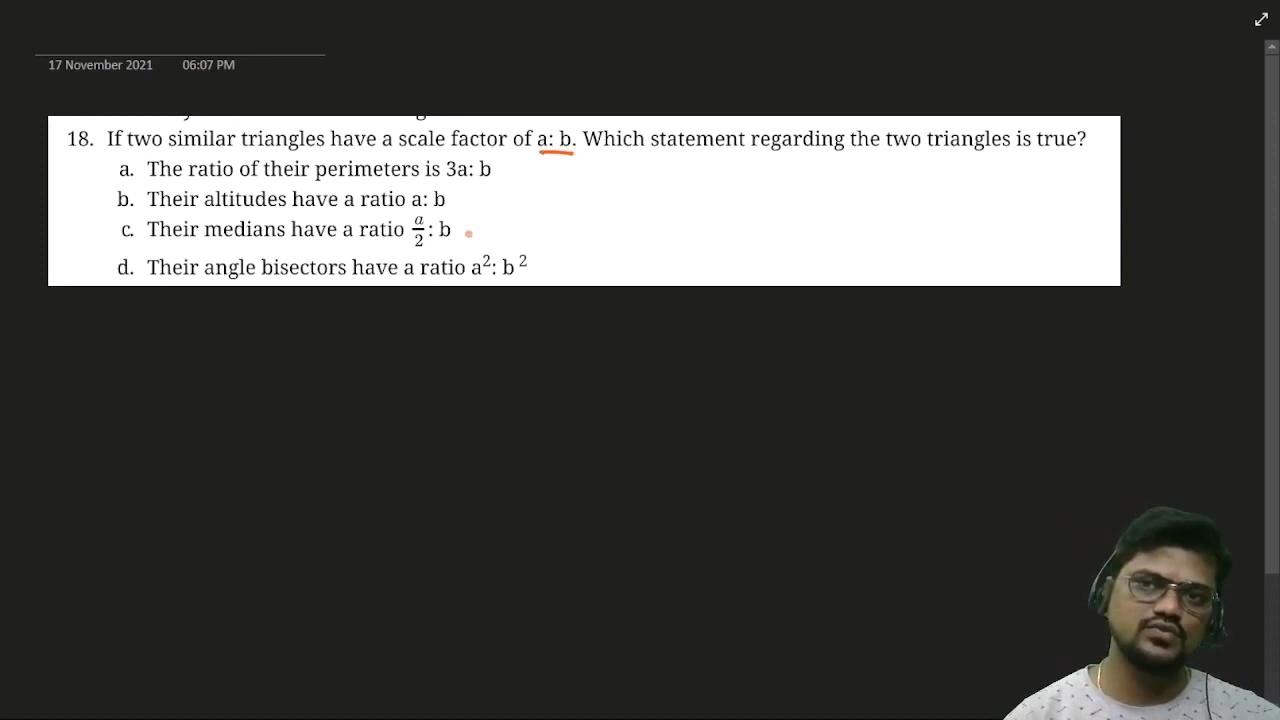 17 November 2021 06:07 PM
18. If two similar triangles have a scale factor of a: b. Which statement regarding the two triangles is true?
a. The ratio of their perimeters is 3a: b
b. Their altitudes have a ratio a: b
c. Their medians have a ratio a/2 : b
d. Their angle bisectors have a ratio a²: b²